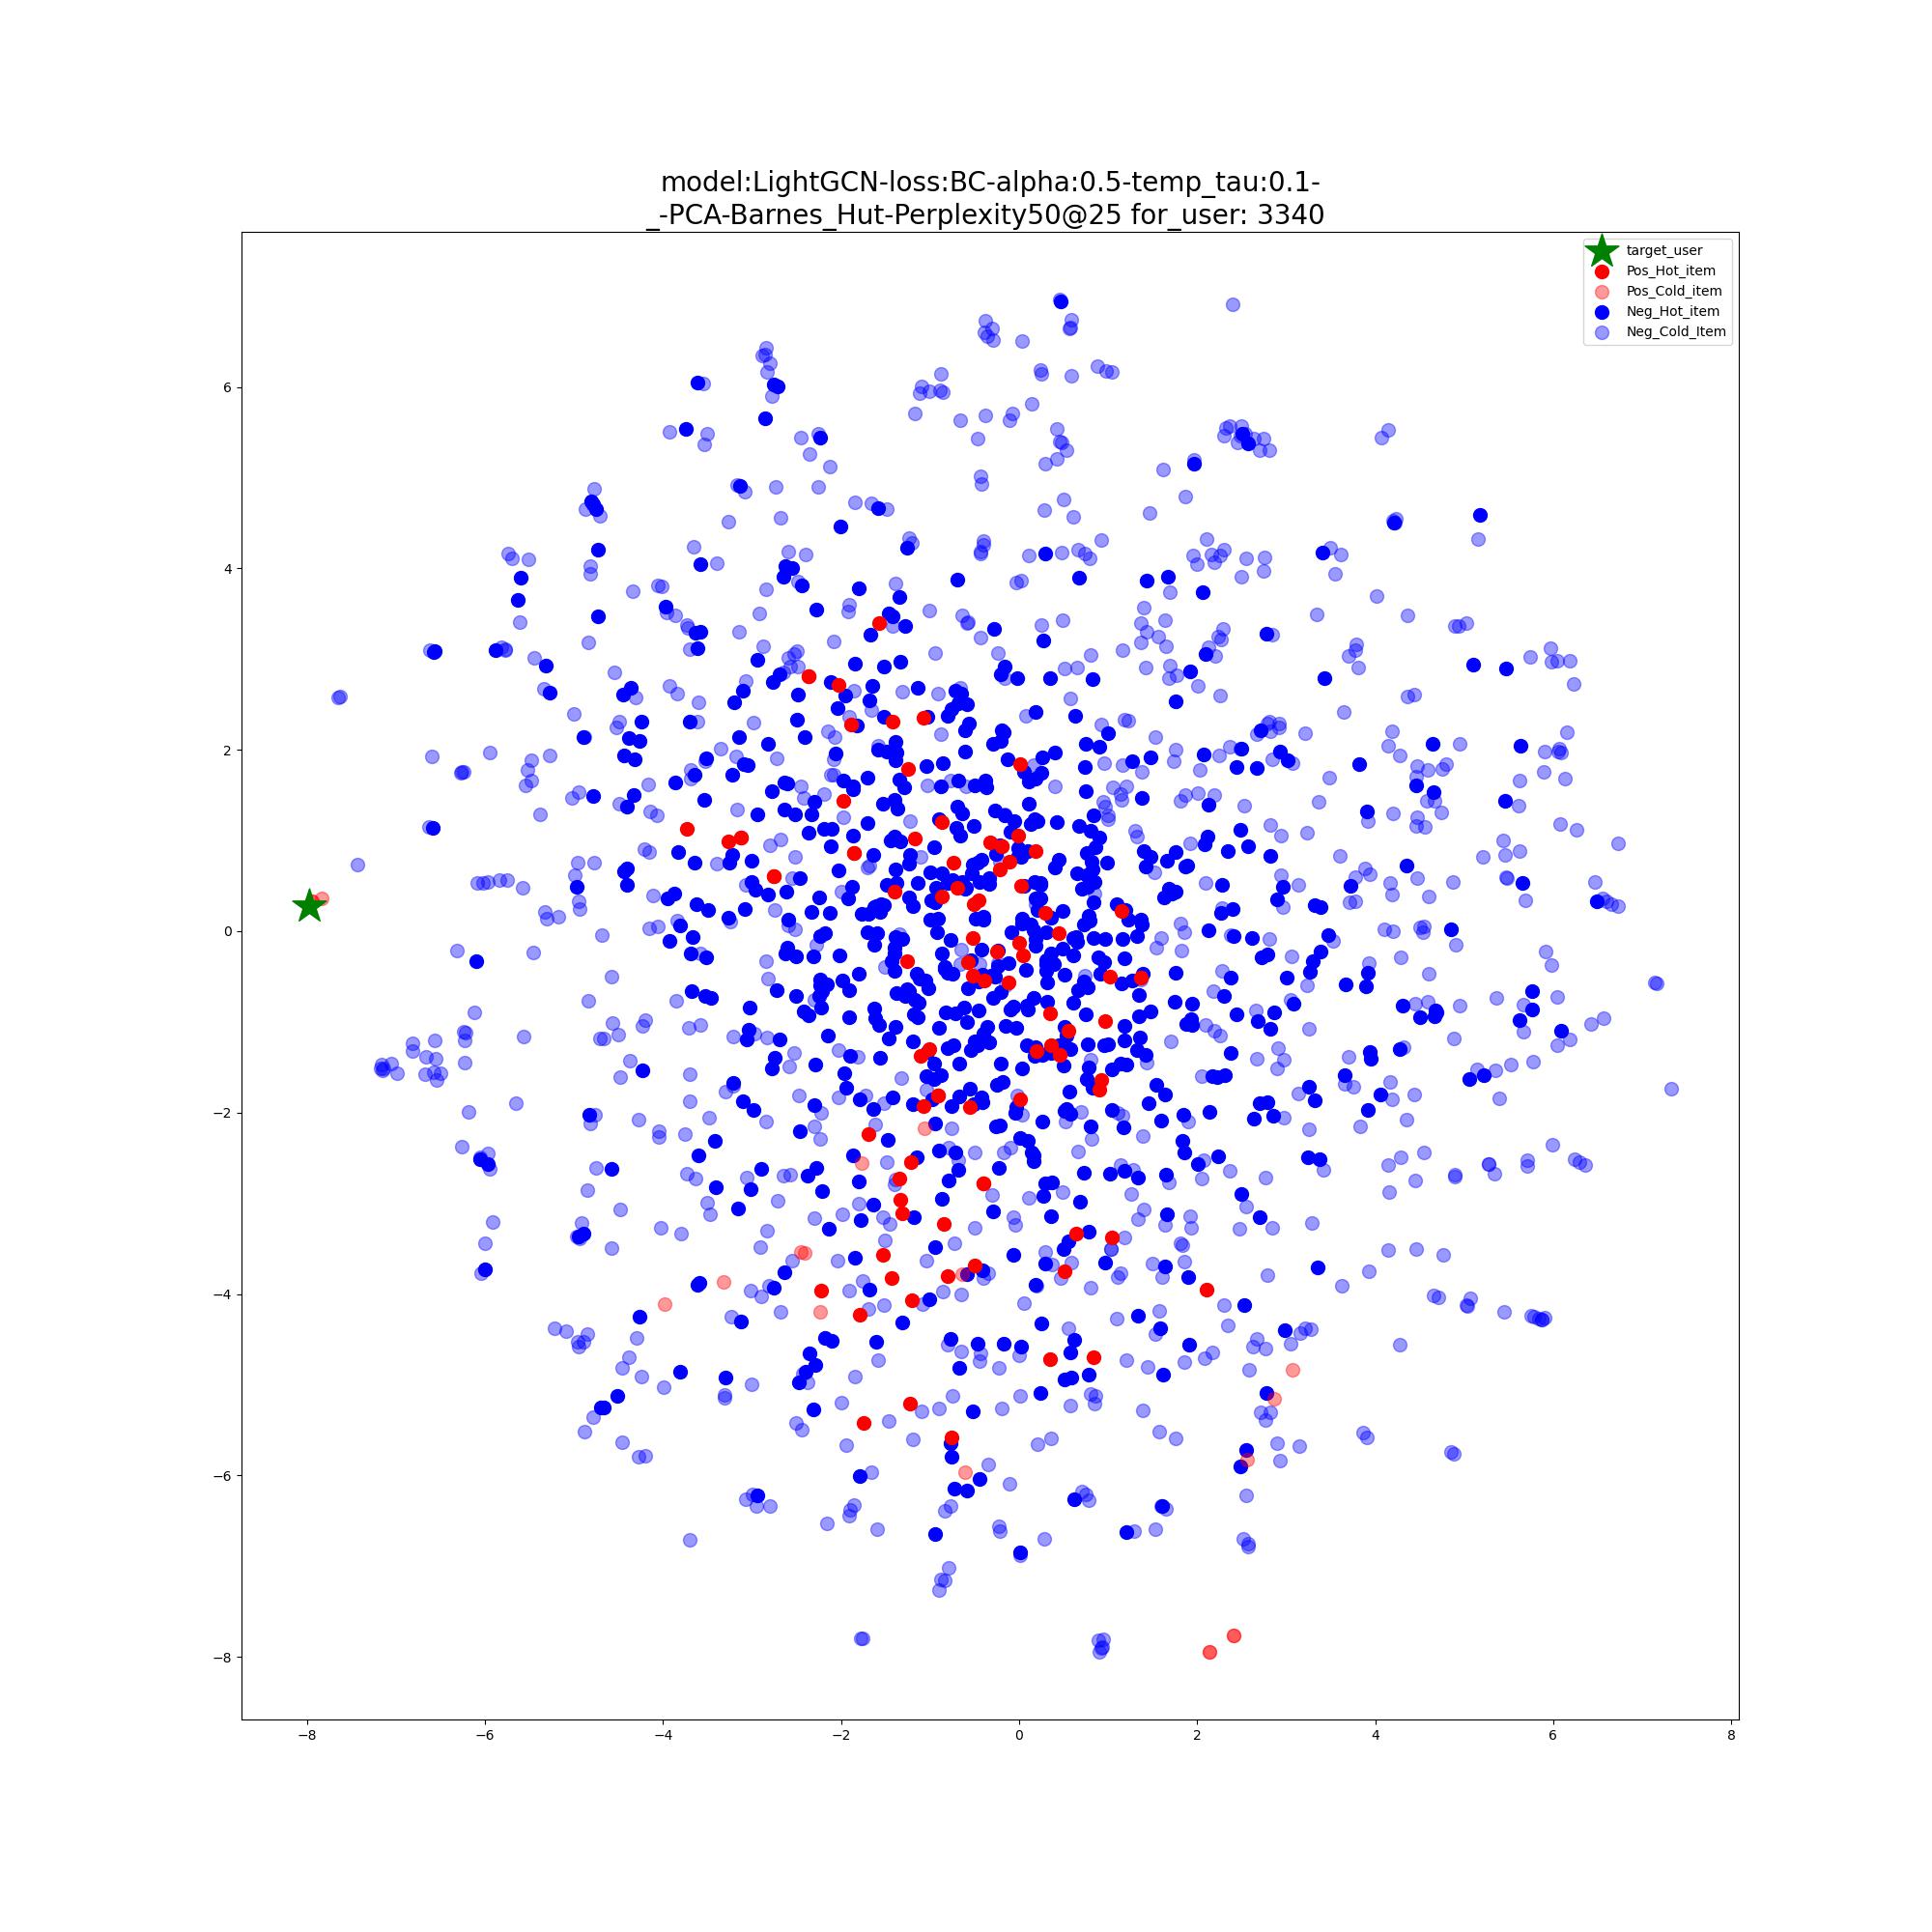 model:LightGCN-loss:BC-alpha:0.5-temp_tau:0.1-
_-PCA-Barnes_Hut-Perplexity50@25 for_user: 3340
target_user
Pos_Hot_item
Pos_Cold_item
Neg_Hot_item
Neg_Cold_Item
6
4
2
0
−2
−4
−6
−8
−8 −6 −4 −2 0 2 4 6 8